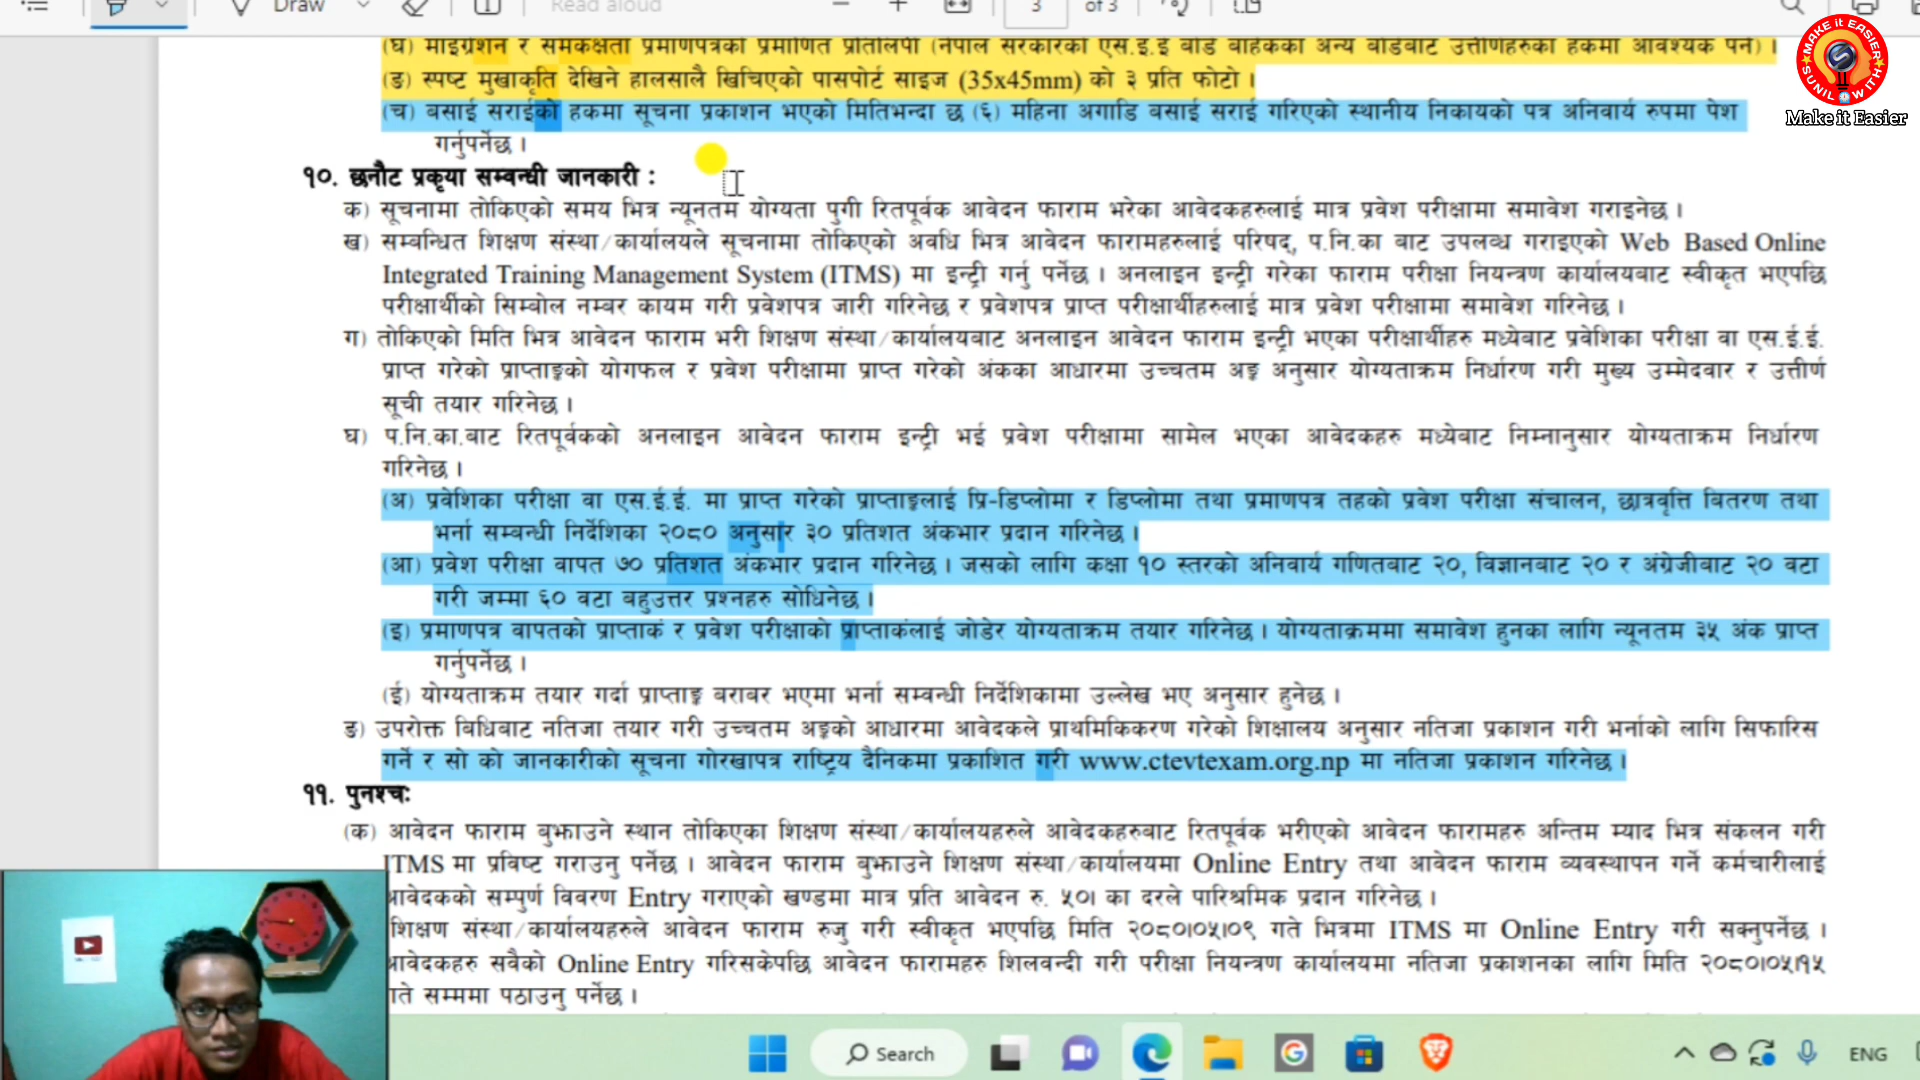 Draw
Read aloud
3
of 3
(घ) माइग्रेशन र समकक्षता प्रमाणपत्रको प्रमाणित प्रतिलिपी (नेपाल सरकारको एस.ई.ई बोर्ड बाहेकका अन्य बोर्डबाट उत्तीर्णहरुका हकमा आवश्यक पर्ने) ।
(ङ) स्पष्ट मुखाकृति देखिने हालसालै खिचिएको पासपोर्ट साइज (35x45mm) को ३ प्रति फोटो ।
(च) बसाई सराईको हकमा सूचना प्रकाशन भएको मितिभन्दा छ (६) महिना अगाडि बसाई सराई गरिएको स्थानीय निकायको पत्र अनिवार्य रुपमा पेश
गर्नुपर्नेछ ।
MAKE iT EASIER
WITH SUNIL
Make it Easier
१०. छनौट प्रकृया सम्बन्धी जानकारी :
क) सूचनामा तोकिएको समय भित्र न्यूनतम योग्यता पुगी रितपूर्वक आवेदन फाराम भरेका आवेदकहरुलाई मात्र प्रवेश परीक्षामा समावेश गराइनेछ ।
ख) सम्बन्धित शिक्षण संस्था/कार्यालयले सूचनामा तोकिएको अवधि भित्र आवेदन फारामहरुलाई परिषद्, प.नि.का बाट उपलब्ध गराइएको Web Based Online
Integrated Training Management System (ITMS) मा इन्ट्री गर्नु पर्नेछ । अनलाइन इन्ट्री गरेका फाराम परीक्षा नियन्त्रण कार्यालयबाट स्वीकृत भएपछि
परीक्षार्थीको सिम्बोल नम्बर कायम गरी प्रवेशपत्र जारी गरिनेछ र प्रवेशपत्र प्राप्त परीक्षार्थीहरुलाई मात्र प्रवेश परीक्षामा समावेश गरिनेछ ।
ग) तोकिएको मिति भित्र आवेदन फाराम भरी शिक्षण संस्था/कार्यालयबाट अनलाइन आवेदन फाराम इन्ट्री भएका परीक्षार्थीहरु मध्येबाट प्रवेशिका परीक्षा वा एस.ई.ई.
प्राप्त गरेको प्राप्ताङ्कको योगफल र प्रवेश परीक्षामा प्राप्त गरेको अंकका आधारमा उच्चतम अङ्क अनुसार योग्यताक्रम निर्धारण गरी मुख्य उम्मेदवार र उत्तीर्ण
सूची तयार गरिनेछ ।
घ) प.नि.का.बाट रितपूर्वकको अनलाइन आवेदन फाराम इन्ट्री भई प्रवेश परीक्षामा सामेल भएका आवेदकहरु मध्येबाट निम्नानुसार योग्यताक्रम निर्धारण
गरिनेछ ।
(अ) प्रवेशिका परीक्षा वा एस.ई.ई. मा प्राप्त गरेको प्राप्ताङ्कलाई प्रि-डिप्लोमा र डिप्लोमा तथा प्रमाणपत्र तहको प्रवेश परीक्षा संचालन, छात्रवृत्ति वितरण तथा
भर्ना सम्बन्धी निर्देशिका २०८० अनुसार ३० प्रतिशत अंकभार प्रदान गरिनेछ ।
(आ) प्रवेश परीक्षा वापत ७० प्रतिशत अंकभार प्रदान गरिनेछ । जसको लागि कक्षा १० स्तरको अनिवार्य गणितबाट २०, विज्ञानबाट २० र अंग्रेजीबाट २० वटा
गरी जम्मा ६० वटा बहुउत्तर प्रश्नहरु सोधिनेछ ।
(इ) प्रमाणपत्र वापतको प्राप्ताकं र प्रवेश परीक्षाको प्राप्ताकंलाई जोडेर योग्यताक्रम तयार गरिनेछ । योग्यताक्रममा समावेश हुनका लागि न्यूनतम ३५ अंक प्राप्त
गर्नुपर्नेछ ।
(ई) योग्यताक्रम तयार गर्दा प्राप्ताङ्क बराबर भएमा भर्ना सम्बन्धी निर्देशिकामा उल्लेख भए अनुसार हुनेछ ।
ङ) उपरोक्त बिधिबाट नतिजा तयार गरी उच्चतम अङ्कको आधारमा आवेदकले प्राथमिकिकरण गरेको शिक्षालय अनुसार नतिजा प्रकाशन गरी भर्नाको लागि सिफारिस
गर्ने र सो को जानकारीको सूचना गोरखापत्र राष्ट्रिय दैनिकमा प्रकाशित गरी www.ctevtexam.org.np मा नतिजा प्रकाशन गरिनेछ ।
११. पुनश्चः
(क) आवेदन फाराम बुझाउने स्थान तोकिएका शिक्षण संस्था/कार्यालयहरुले आवेदकहरुबाट रितपूर्वक भरीएको आवेदन फारामहरु अन्तिम म्याद भित्र संकलन गरी
ITMS मा प्रविष्ट गराउनु पर्नेछ । आवेदन फाराम बुझाउने शिक्षण संस्था/कार्यालयमा Online Entry तथा आवेदन फाराम व्यवस्थापन गर्ने कर्मचारीलाई
आवेदकको सम्पुर्ण विवरण Entry गराएको खण्डमा मात्र प्रति आवेदन रु. ५०। का दरले पारिश्रमिक प्रदान गरिनेछ ।
शिक्षण संस्था/कार्यालयहरुले आवेदन फाराम रुजु गरी स्वीकृत भएपछि मिति २०८०।०५।०९ गते भित्रमा ITMS मा Online Entry गरी सक्नुपर्नेछ ।
आवेदकहरु सवैको Online Entry गरिसकेपछि आवेदन फारामहरु शिलवन्दी गरी परीक्षा नियन्त्रण कार्यालयमा नतिजा प्रकाशनका लागि मिति २०८०।०५।१५
गते सम्ममा पठाउनु पर्नेछ ।
Search
ENG